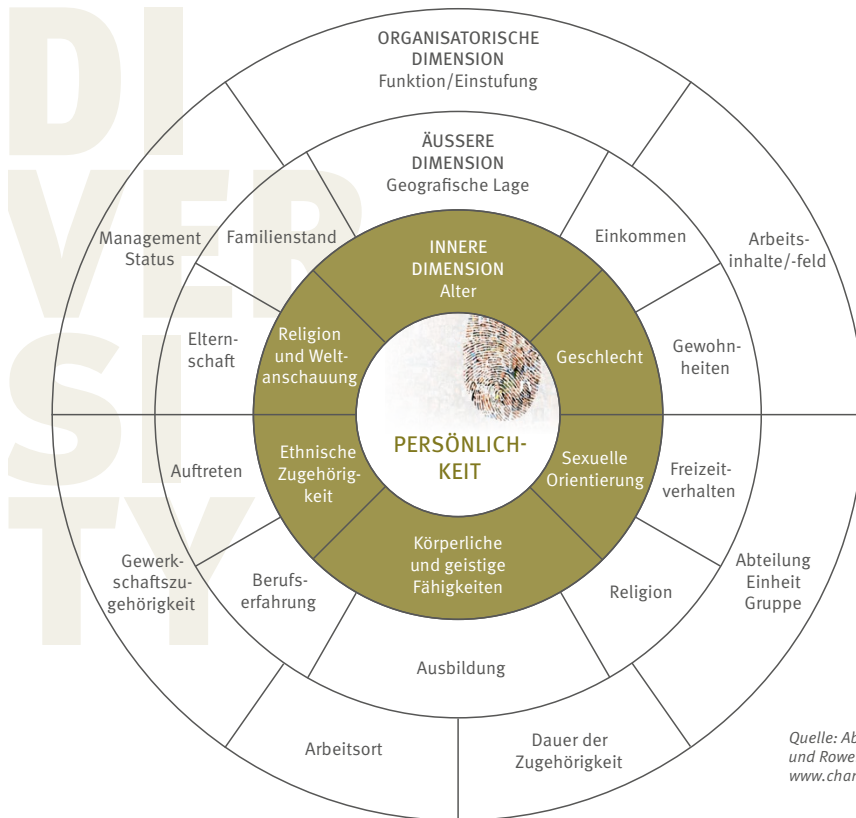 DI
VER
SI
TY
ORGANISATORISCHE
DIMENSION
Funktion/Einstufung
ÄUSSERE
DIMENSION
Geografische Lage
Management
Status
Familienstand
Einkommen
Arbeits-
inhalte/-feld
INNERE
DIMENSION
Alter
Eltern-
schaft
Religion
und Welt-
anschauung
Geschlecht
Gewohn-
heiten
PERSÖNLICH-
KEIT
Auftreten
Ethnische
Zugehörig-
keit
Sexuelle
Orientierung
Freizeit-
verhalten
Gewerk-
schaftszu-
gehörigkeit
Berufs-
erfahrung
Körperliche
und geistige
Fähigkeiten
Religion
Abteilung
Einheit
Gruppe
Ausbildung
Arbeitsort
Dauer der
Zugehörigkeit
Quelle:
und